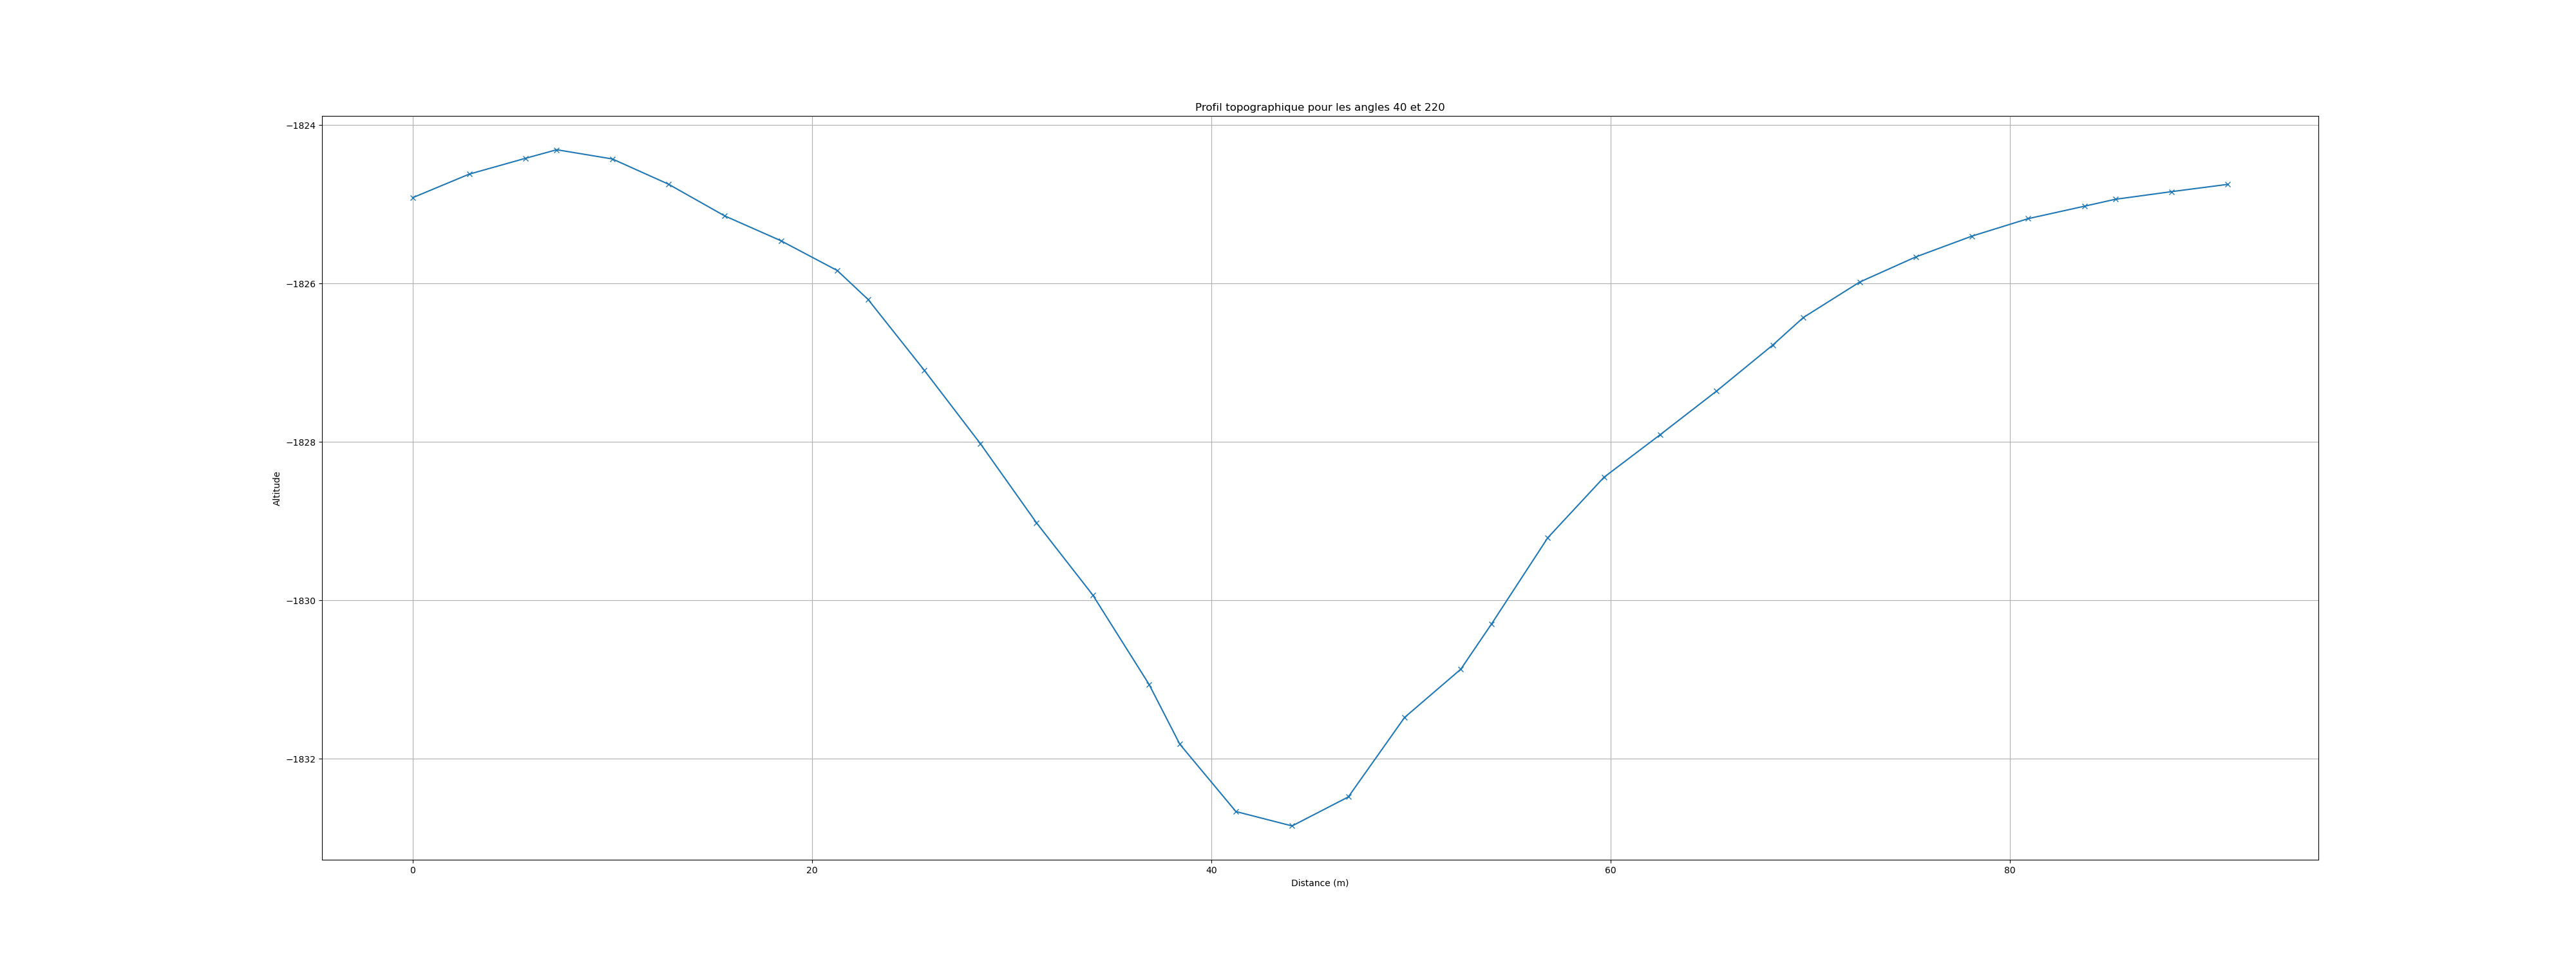 Profil topographique pour les angles 40 et 220
−1824
−1826
−1828
−1830
−1832
Altitude
0 20 40 60 80
Distance (m)